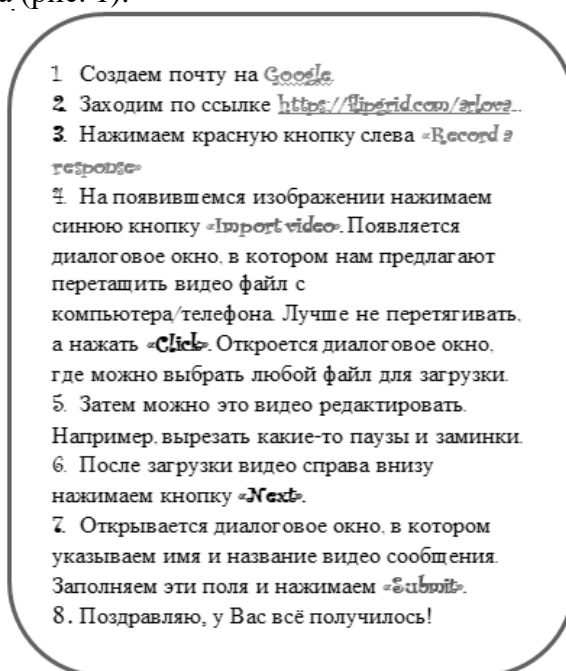 (рис. 1).
1. Создаем почту на Google.
2. Заходим по ссылке https://flipgrid.com/arlova...
3. Нажимаем красную кнопку слева «Record a
response»
4. На появившемся изображении нажимаем
синюю кнопку «Import video». Появляется
диалоговое окно, в котором нам предлагают
перетащить видео файл с
компьютера/телефона. Лучше не перетягивать,
а нажать «Click». Откроется диалоговое окно,
где можно выбрать любой файл для загрузки.
5. Затем можно это видео редактировать.
Например, вырезать какие-то паузы и заминки.
6. После загрузки видео справа внизу
нажимаем кнопку «Next».
7. Открывается диалоговое окно, в котором
указываем имя и название видео сообщения.
Заполняем эти поля и нажимаем «Submit».
8. Поздравляю, у Вас всё получилось!